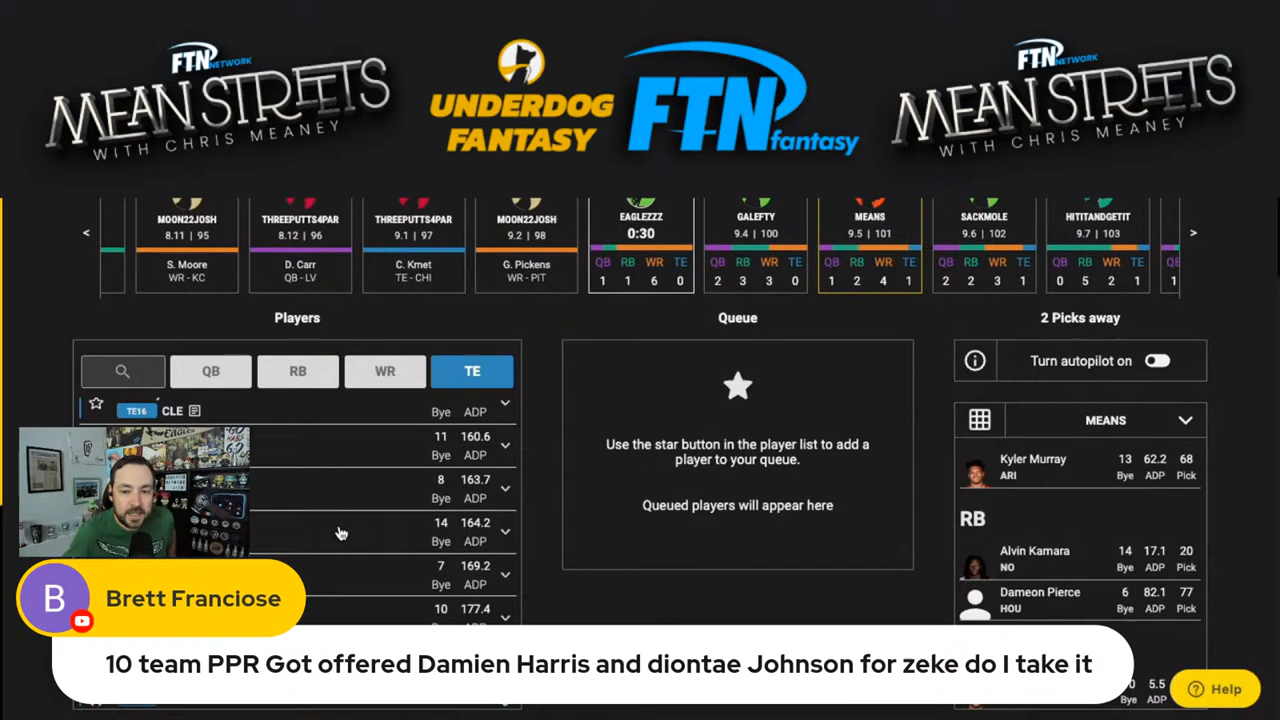 FTN NETWORK
MEAN STREETS
WITH CHRIS MEANEY
UNDERDOG
FANTASY
FTN
fantasy
FTN NETWORK
MEAN STREETS
WITH CHRIS MEANEY
<
MOON22JOSH
8.11 | 95
S. Moore
WR - KC
THREEPUTTS4PAR
8.12 | 96
D. Carr
QB - LV
THREEPUTTS4PAR
9.1 | 97
C. Kmet
TE - CHI
MOON22JOSH
9.2 | 98
G. Pickens
WR - PIT
EAGLEZZZ
0:30
QB RB WR TE
1 1 6 0
GALEFTY
9.4 | 100
QB RB WR TE
2 3 3 0
MEANS
9.5 | 101
QB RB WR TE
1 2 4 1
SACKMOLE
9.6 | 102
QB RB WR TE
2 2 3 1
HITITANDGETIT
9.7 | 103
QB RB WR TE
0 5 2 1
>
Players
QB RB WR TE
TE16 CLE
Bye ADP
11 160.6
Bye ADP
8 163.7
Bye ADP
14 164.2
Bye ADP
7 169.2
Bye ADP
10 177.4
Queue
Use the star button in the player list to add a
player to your queue.
Queued players will appear here
2 Picks away
Turn autopilot on
MEANS
Kyler Murray 13 62.2 68
ARI Bye ADP Pick
RB
Alvin Kamara 14 17.1 20
NO Bye ADP Pick
Dameon Pierce 6 82.1 77
HOU Bye ADP Pick
5.5
ADP Pick
Help
B
Brett Franciose
10 team PPR Got offered Damien Harris and diontae Johnson for zeke do I take it